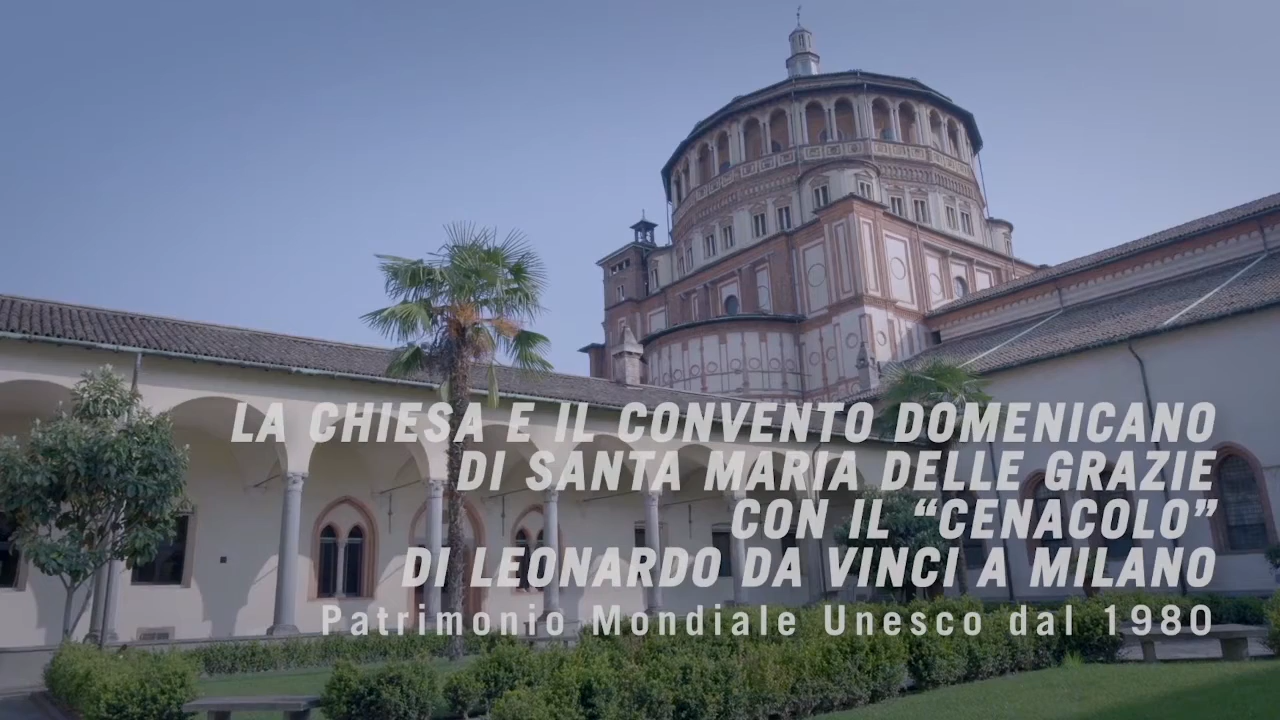 LA CHIESA E IL CONVENTO DOMENICANO
DI SANTA MARIA DELLE GRAZIE
CON IL “CENACOLO”
DI LEONARDO DA VINCI A MILANO
Patrimonio Mondiale Unesco dal 1980